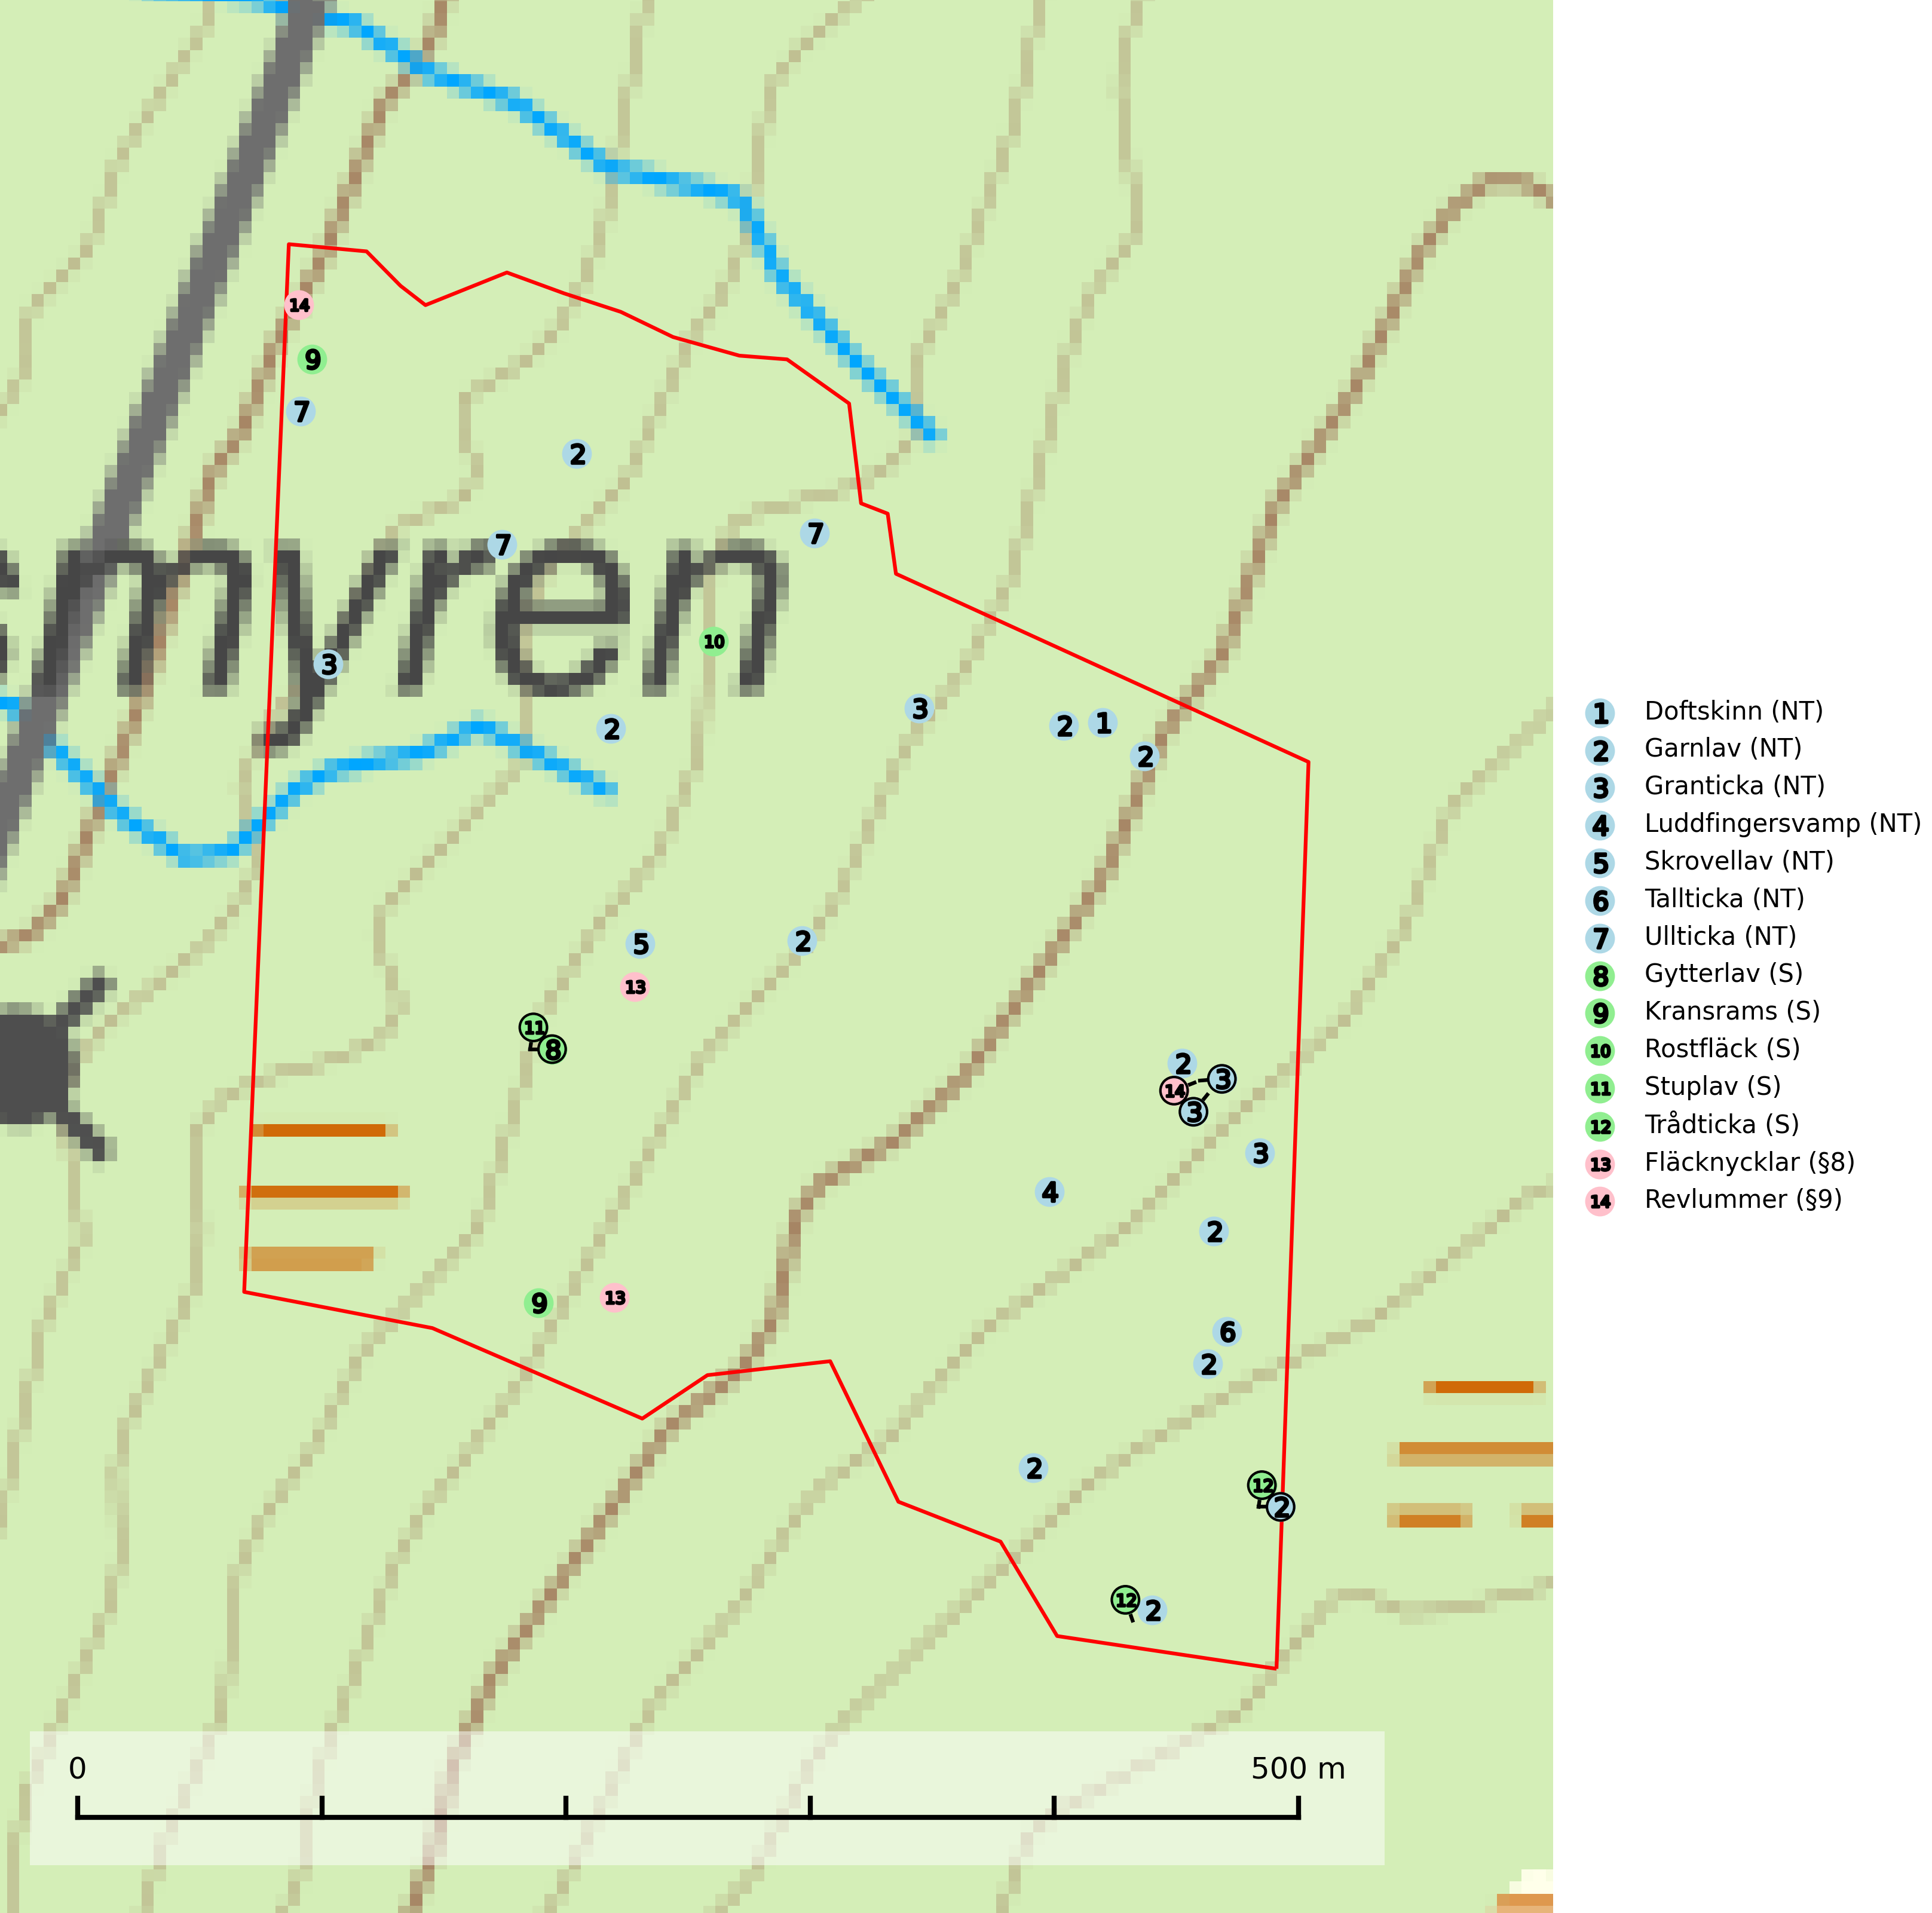 14
9
7
2
7
7
myren
10
3
3
2
2
1
2
5
2
13
11
8
2
14
3
3
3
4
2
9
13
6
2
2
12
2
12
2
0
500 m
1 Doftskinn (NT)
2 Garnlav (NT)
3 Granticka (NT)
4 Luddfingersvamp (NT)
5 Skrovellav (NT)
6 Tallticka (NT)
7 Ullticka (NT)
8 Gytterlav (S)
9 Kransrams (S)
10 Rostfläck (S)
11 Stuplav (S)
12 Trådticka (S)
13 Fläcknycklar (§8)
14 Revlummer (§9)